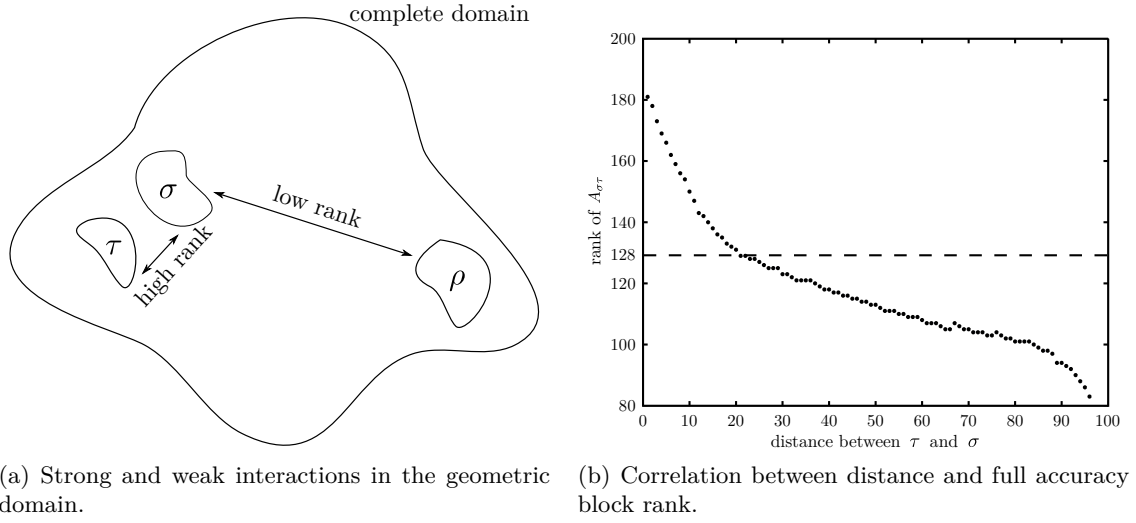 complete domain
σ
low rank
τ
high rank
ρ
200
180
160
140
128
120
100
80
rank of Aστ
0 10 20 30 40 50 60 70 80 90 100
distance between τ and σ
(a) Strong and weak interactions in the geometric
domain.
(b) Correlation between distance and full accuracy
block rank.